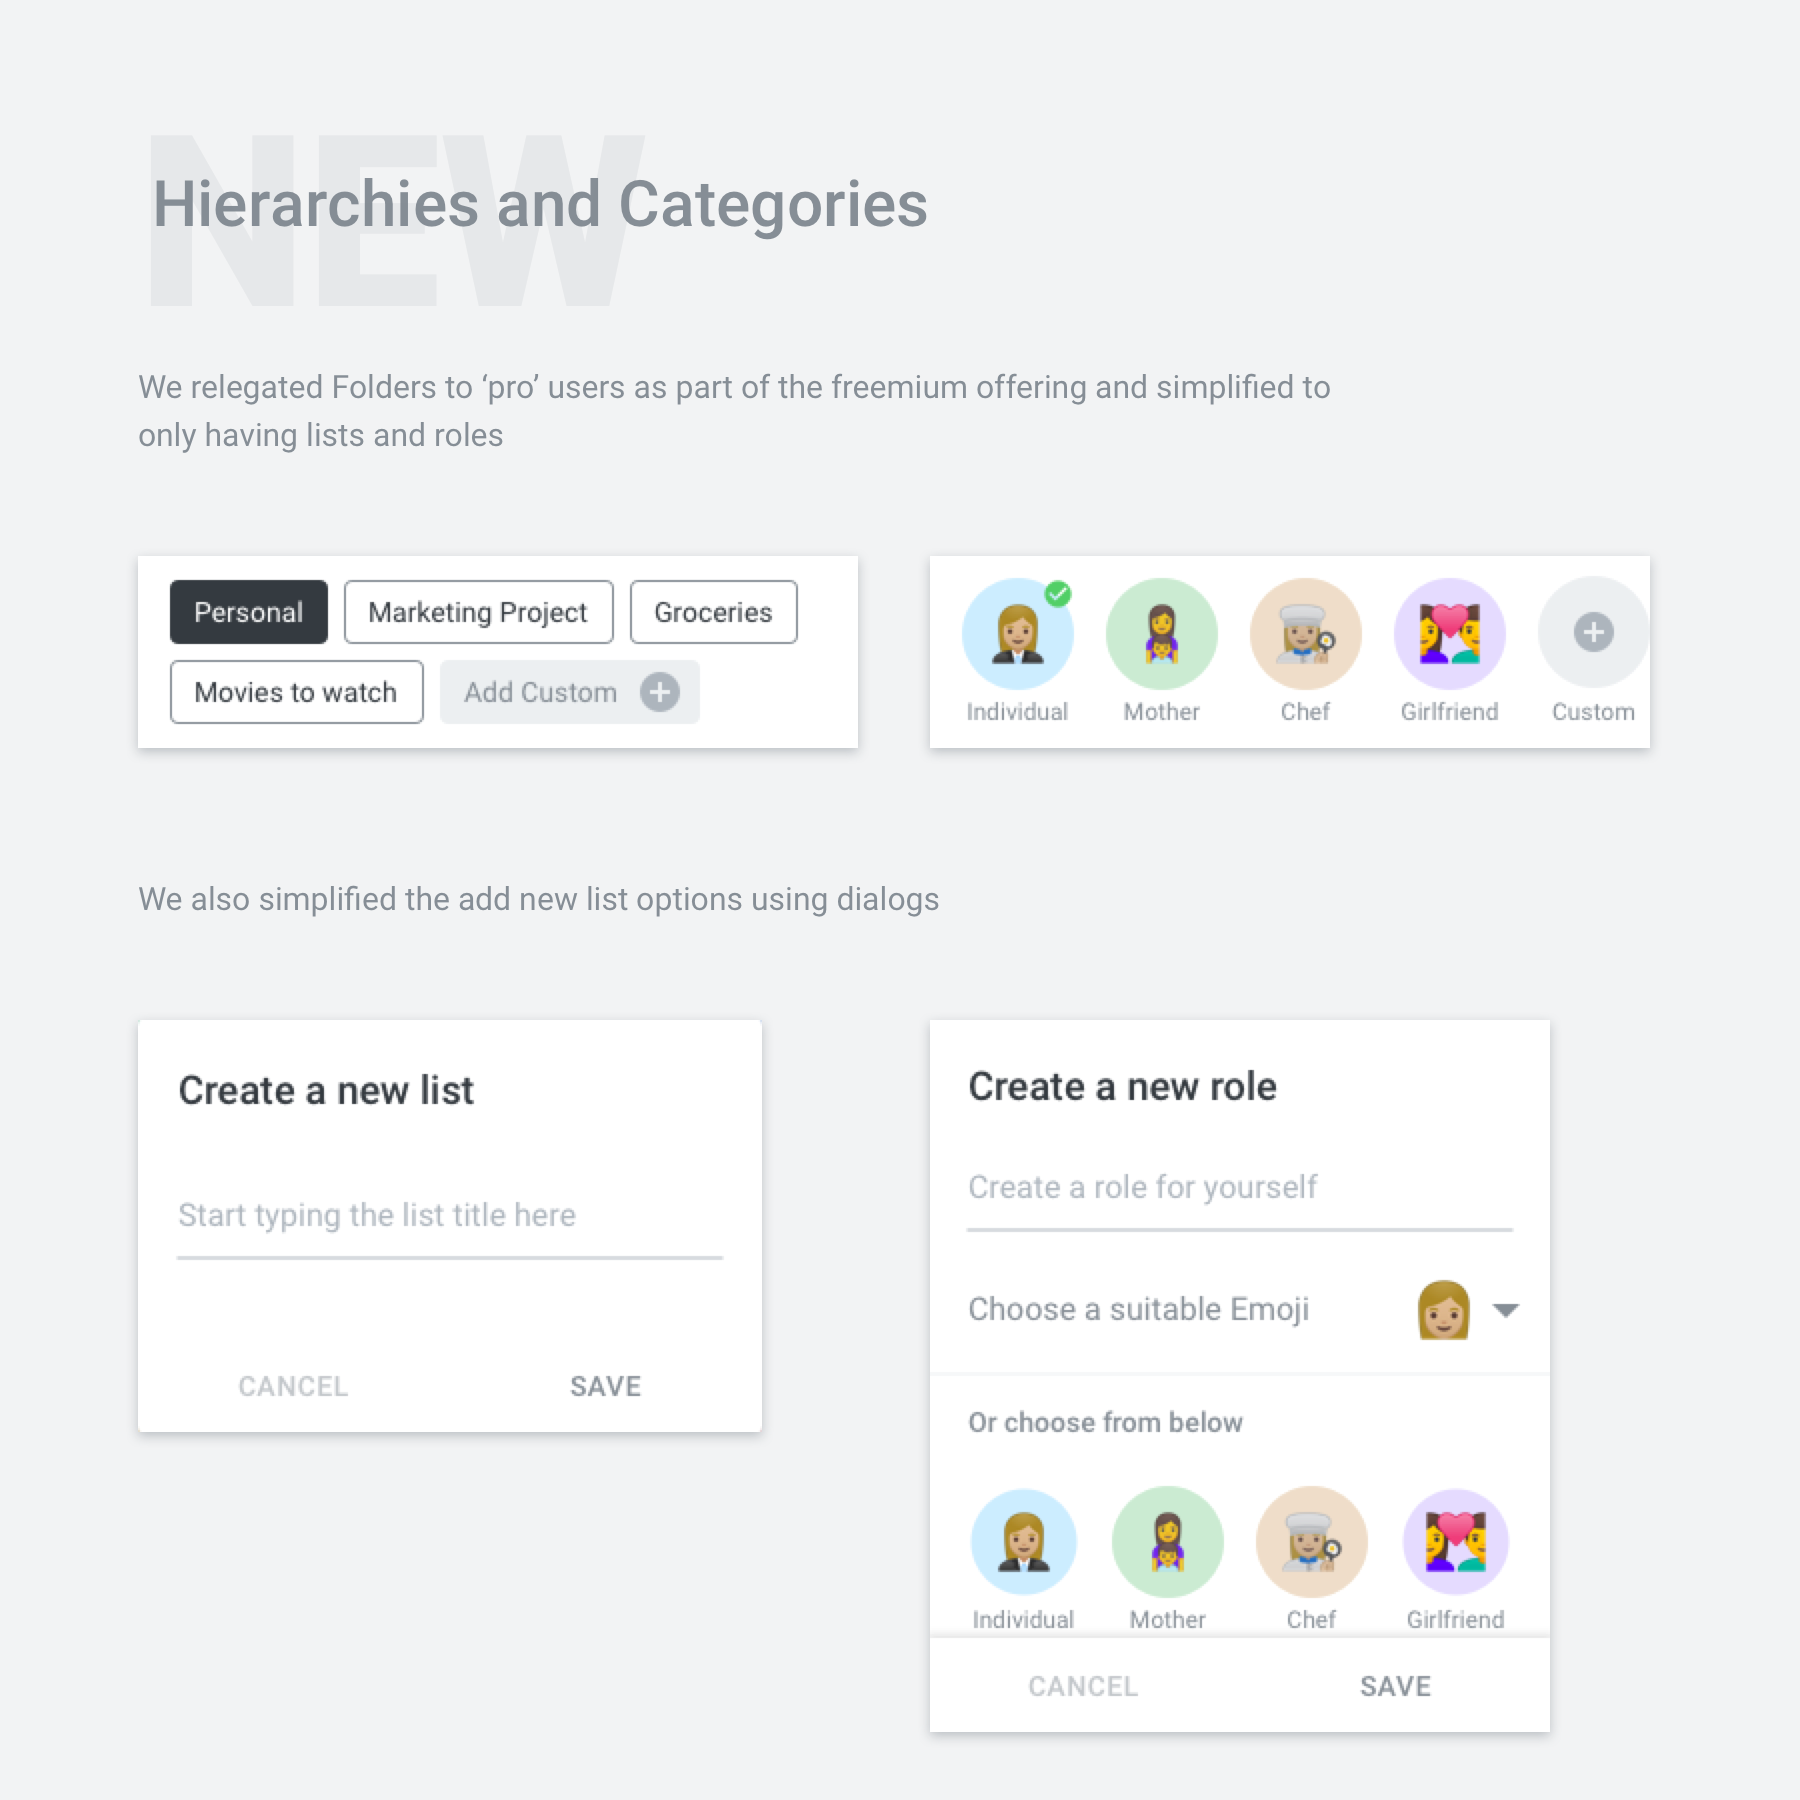 NEW
Hierarchies and Categories
We relegated Folders to ‘pro’ users as part of the freemium offering and simplified to
only having lists and roles
Personal Marketing Project Groceries
Movies to watch Add Custom
Individual Mother Chef Girlfriend Custom
We also simplified the add new list options using dialogs
Create a new list
Start typing the list title here
CANCEL SAVE
Create a new role
Create a role for yourself
Choose a suitable Emoji
Or choose from below
Individual Mother Chef Girlfriend
CANCEL SAVE